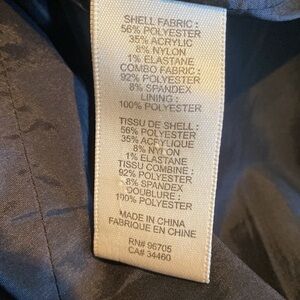 SHELL FABRIC :
56% POLYESTER
35% ACRYLIC
8% NYLON
1% ELASTANE
COMBO FABRIC :
92% POLYESTER
8% SPANDEX
LINING :
100% POLYESTER
TISSU DE SHELL :
56% POLYESTER
35% ACRYLIQUE
8% NYLON
1% ELASTANE
TISSU COMBINE :
92% POLYESTER
8% SPANDEX
DOUBLURE :
100% POLYESTER
MADE IN CHINA
FABRIQUE EN CHINE
RN# 96705
CA# 34460